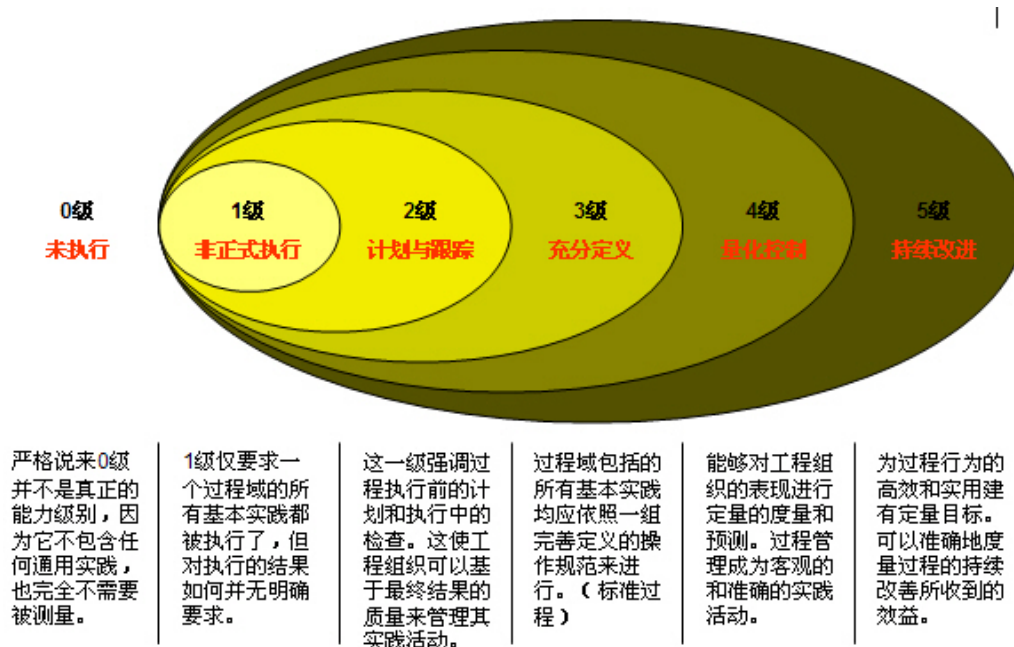 0级
未执行
1级
非正式执行
2级
计划与跟踪
3级
充分定义
4级
量化控制
5级
持续改进
严格说来0级
并不是真正的
能力级别，因
为它不包含任
何通用实践，
也完全不需要
被测量。
1级仅要求一
个过程域的所
有基本实践都
被执行了，但
对执行的结果
如何并无明确
要求。
这一级强调过
程执行前的计
划和执行中的
检查。这使工
程组织可以基
于最终结果的
质量来管理其
实践活动。
过程域包括的
所有基本实践
均应依照一组
完善定义的操
作规范来进
行。（标准过
程）
能够对工程组
织的表现进行
定量的度量和
预测。过程管
理成为客观的
和准确的实践
活动。
为过程行为的
高效和实用建
有定量目标。
可以准确地度
量过程的持续
改善所收到的
效益。